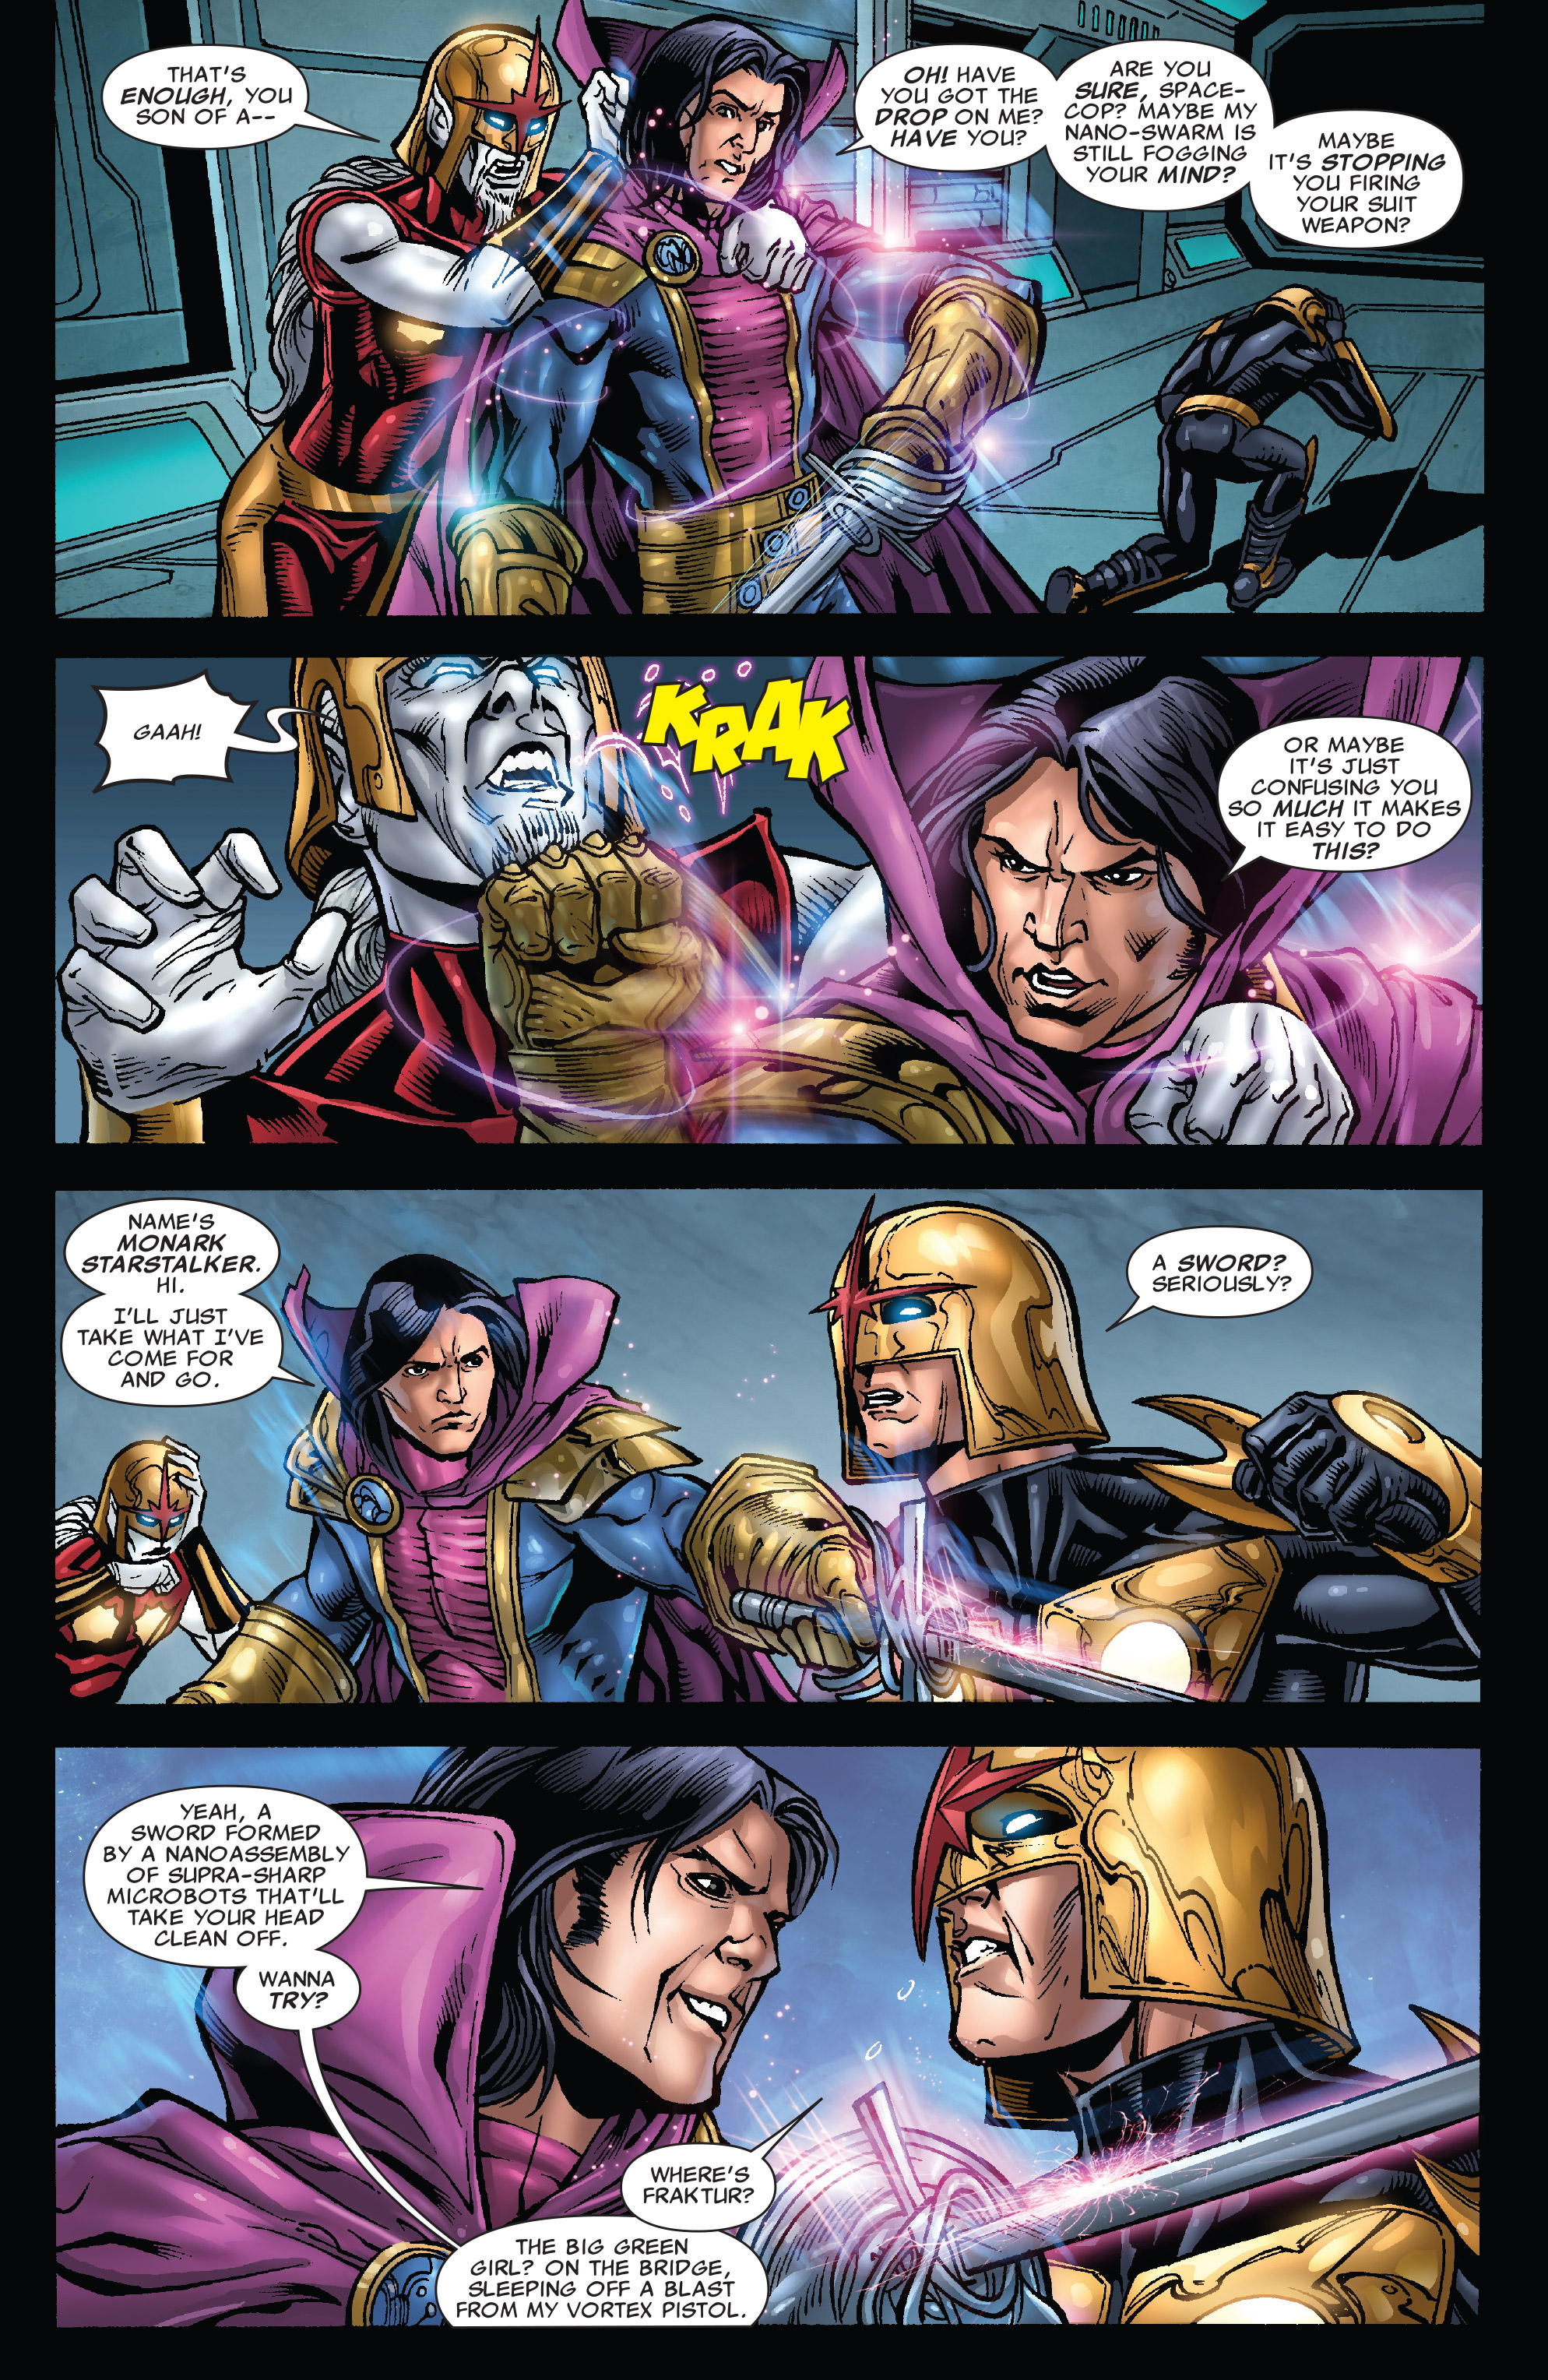 THAT'S
ENOUGH, YOU
SON OF A--
OH! HAVE
YOU GOT THE
DROP ON ME?
HAVE YOU?
ARE YOU
SURE, SPACE-
COP? MAYBE MY
NANO-SWARM IS
STILL FOGGING
YOUR MIND?
MAYBE
IT'S STOPPING
YOU FIRING
YOUR SUIT
WEAPON?
GAAH!
KRAK
OR MAYBE
IT'S JUST
CONFUSING YOU
SO MUCH IT MAKES
IT EASY TO DO
THIS?
NAME'S
MONARK
STARSTALKER.
HI.
I'LL JUST
TAKE WHAT I'VE
COME FOR
AND GO.
A SWORD?
SERIOUSLY?
YEAH, A
SWORD FORMED
BY A NANOASSEMBLY
OF SUPRA-SHARP
MICROBOTS THAT'LL
TAKE YOUR HEAD
CLEAN OFF.
WANNA
TRY?
WHERE'S
FRAKTUR?
THE BIG GREEN
GIRL? ON THE BRIDGE,
SLEEPING OFF A BLAST
FROM MY VORTEX PISTOL.